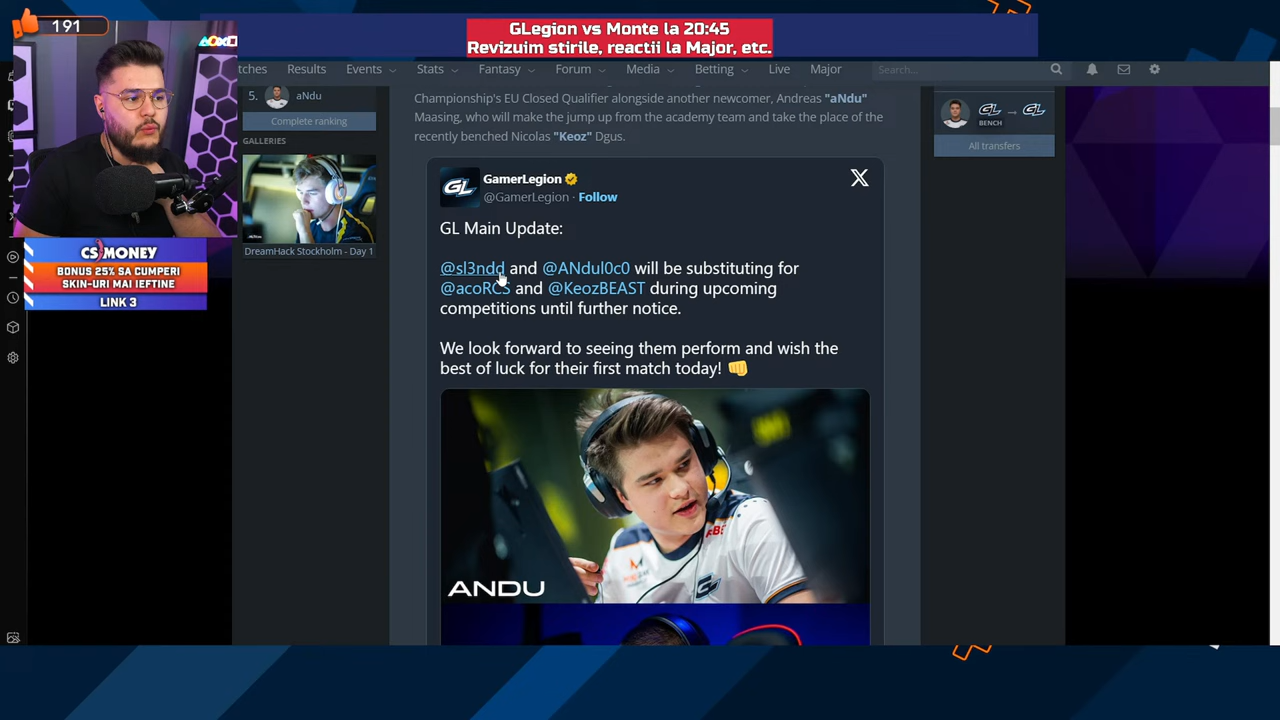 191
GLegion vs Monte la 20:45
Revizuim stirile, reactii la Major, etc.
tches Results Events Stats Fantasy Forum Media Betting Live Major Search...
5. aNdu
Complete ranking
GALLERIES
DreamHack Stockholm - Day 1
CS MONEY
BONUS 25% SA CUMPERI
SKIN-URI MAI IEFTINE
LINK 3
Championship's EU Closed Qualifier alongside another newcomer, Andreas "aNdu"
Maasing, who will make the jump up from the academy team and take the place of the
recently benched Nicolas "Keoz" Dgus.
GL
BENCH
GL
All transfers
GamerLegion
@GamerLegion · Follow
GL Main Update:
@sl3ndd and @ANdul0c0 will be substituting for
@acoRCS and @KeozBEAST during upcoming
competitions until further notice.
We look forward to seeing them perform and wish the
best of luck for their first match today! 👊
ANDU